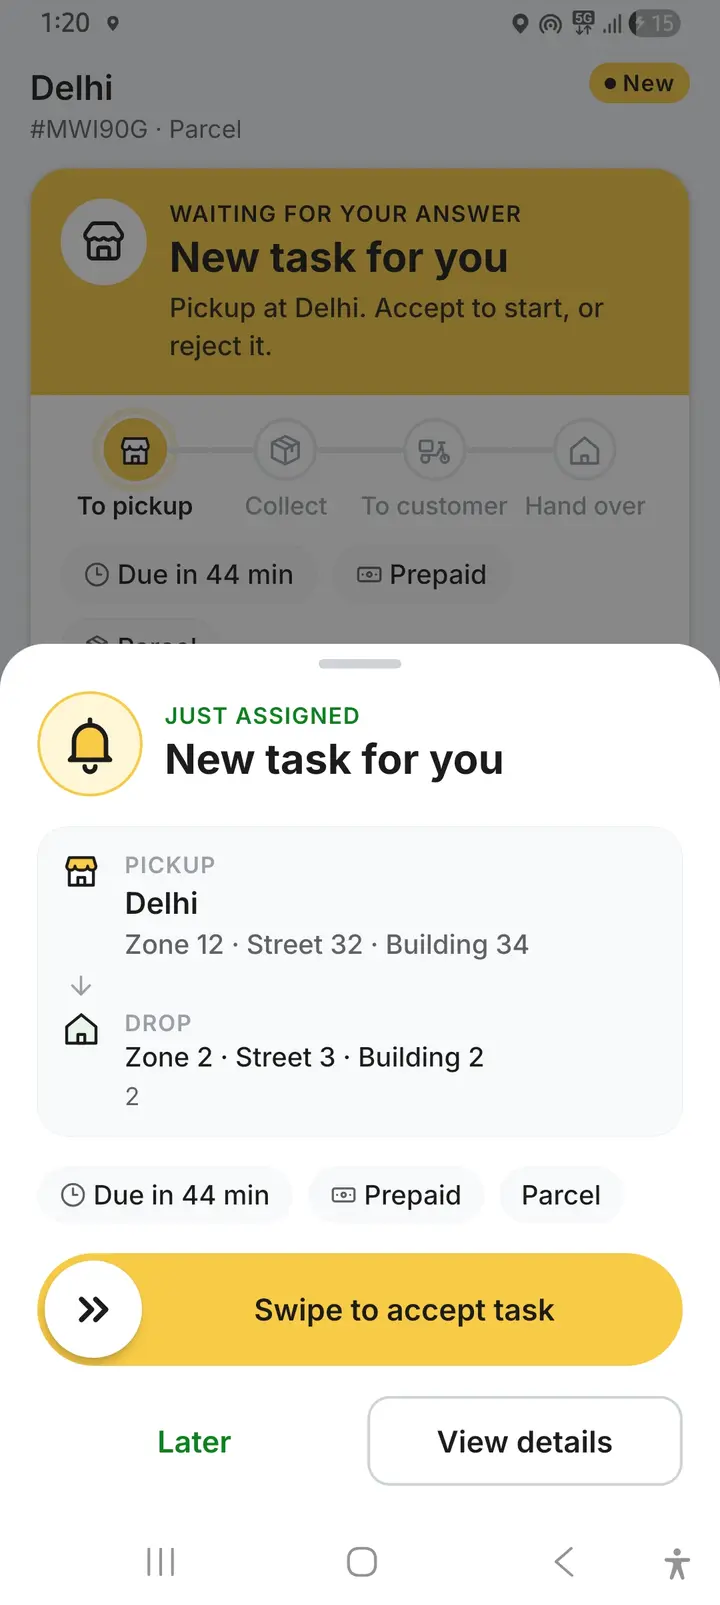 1:20
5G
15
Delhi
New
#MWI90G · Parcel
WAITING FOR YOUR ANSWER
New task for you
Pickup at Delhi. Accept to start, or
reject it.
To pickup Collect To customer Hand over
Due in 44 min Prepaid
Parcel
JUST ASSIGNED
New task for you
PICKUP
Delhi
Zone 12 · Street 32 · Building 34
DROP
Zone 2 · Street 3 · Building 2
2
Due in 44 min Prepaid Parcel
Swipe to accept task
Later View details